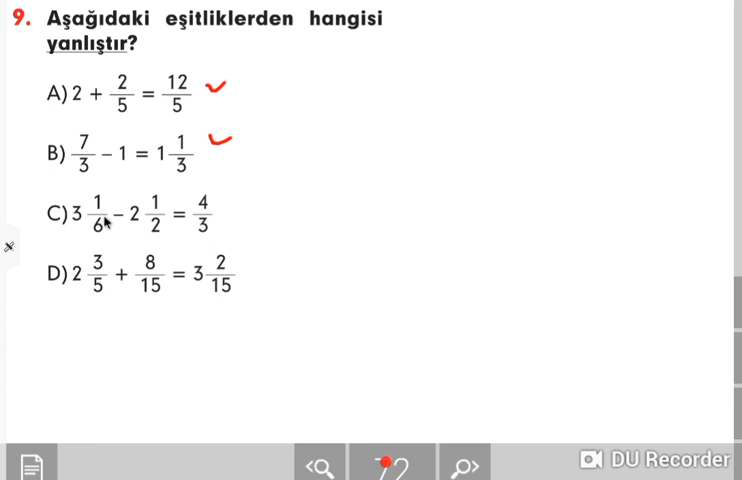 9. Aşağıdaki eşitliklerden hangisi
yanlıştır?
A) 2 + 2/5 = 12/5
B) 7/3 - 1 = 1 1/3
C) 3 1/6 - 2 1/2 = 4/3
D) 2 3/5 + 8/15 = 3 2/15
72
DU Recorder